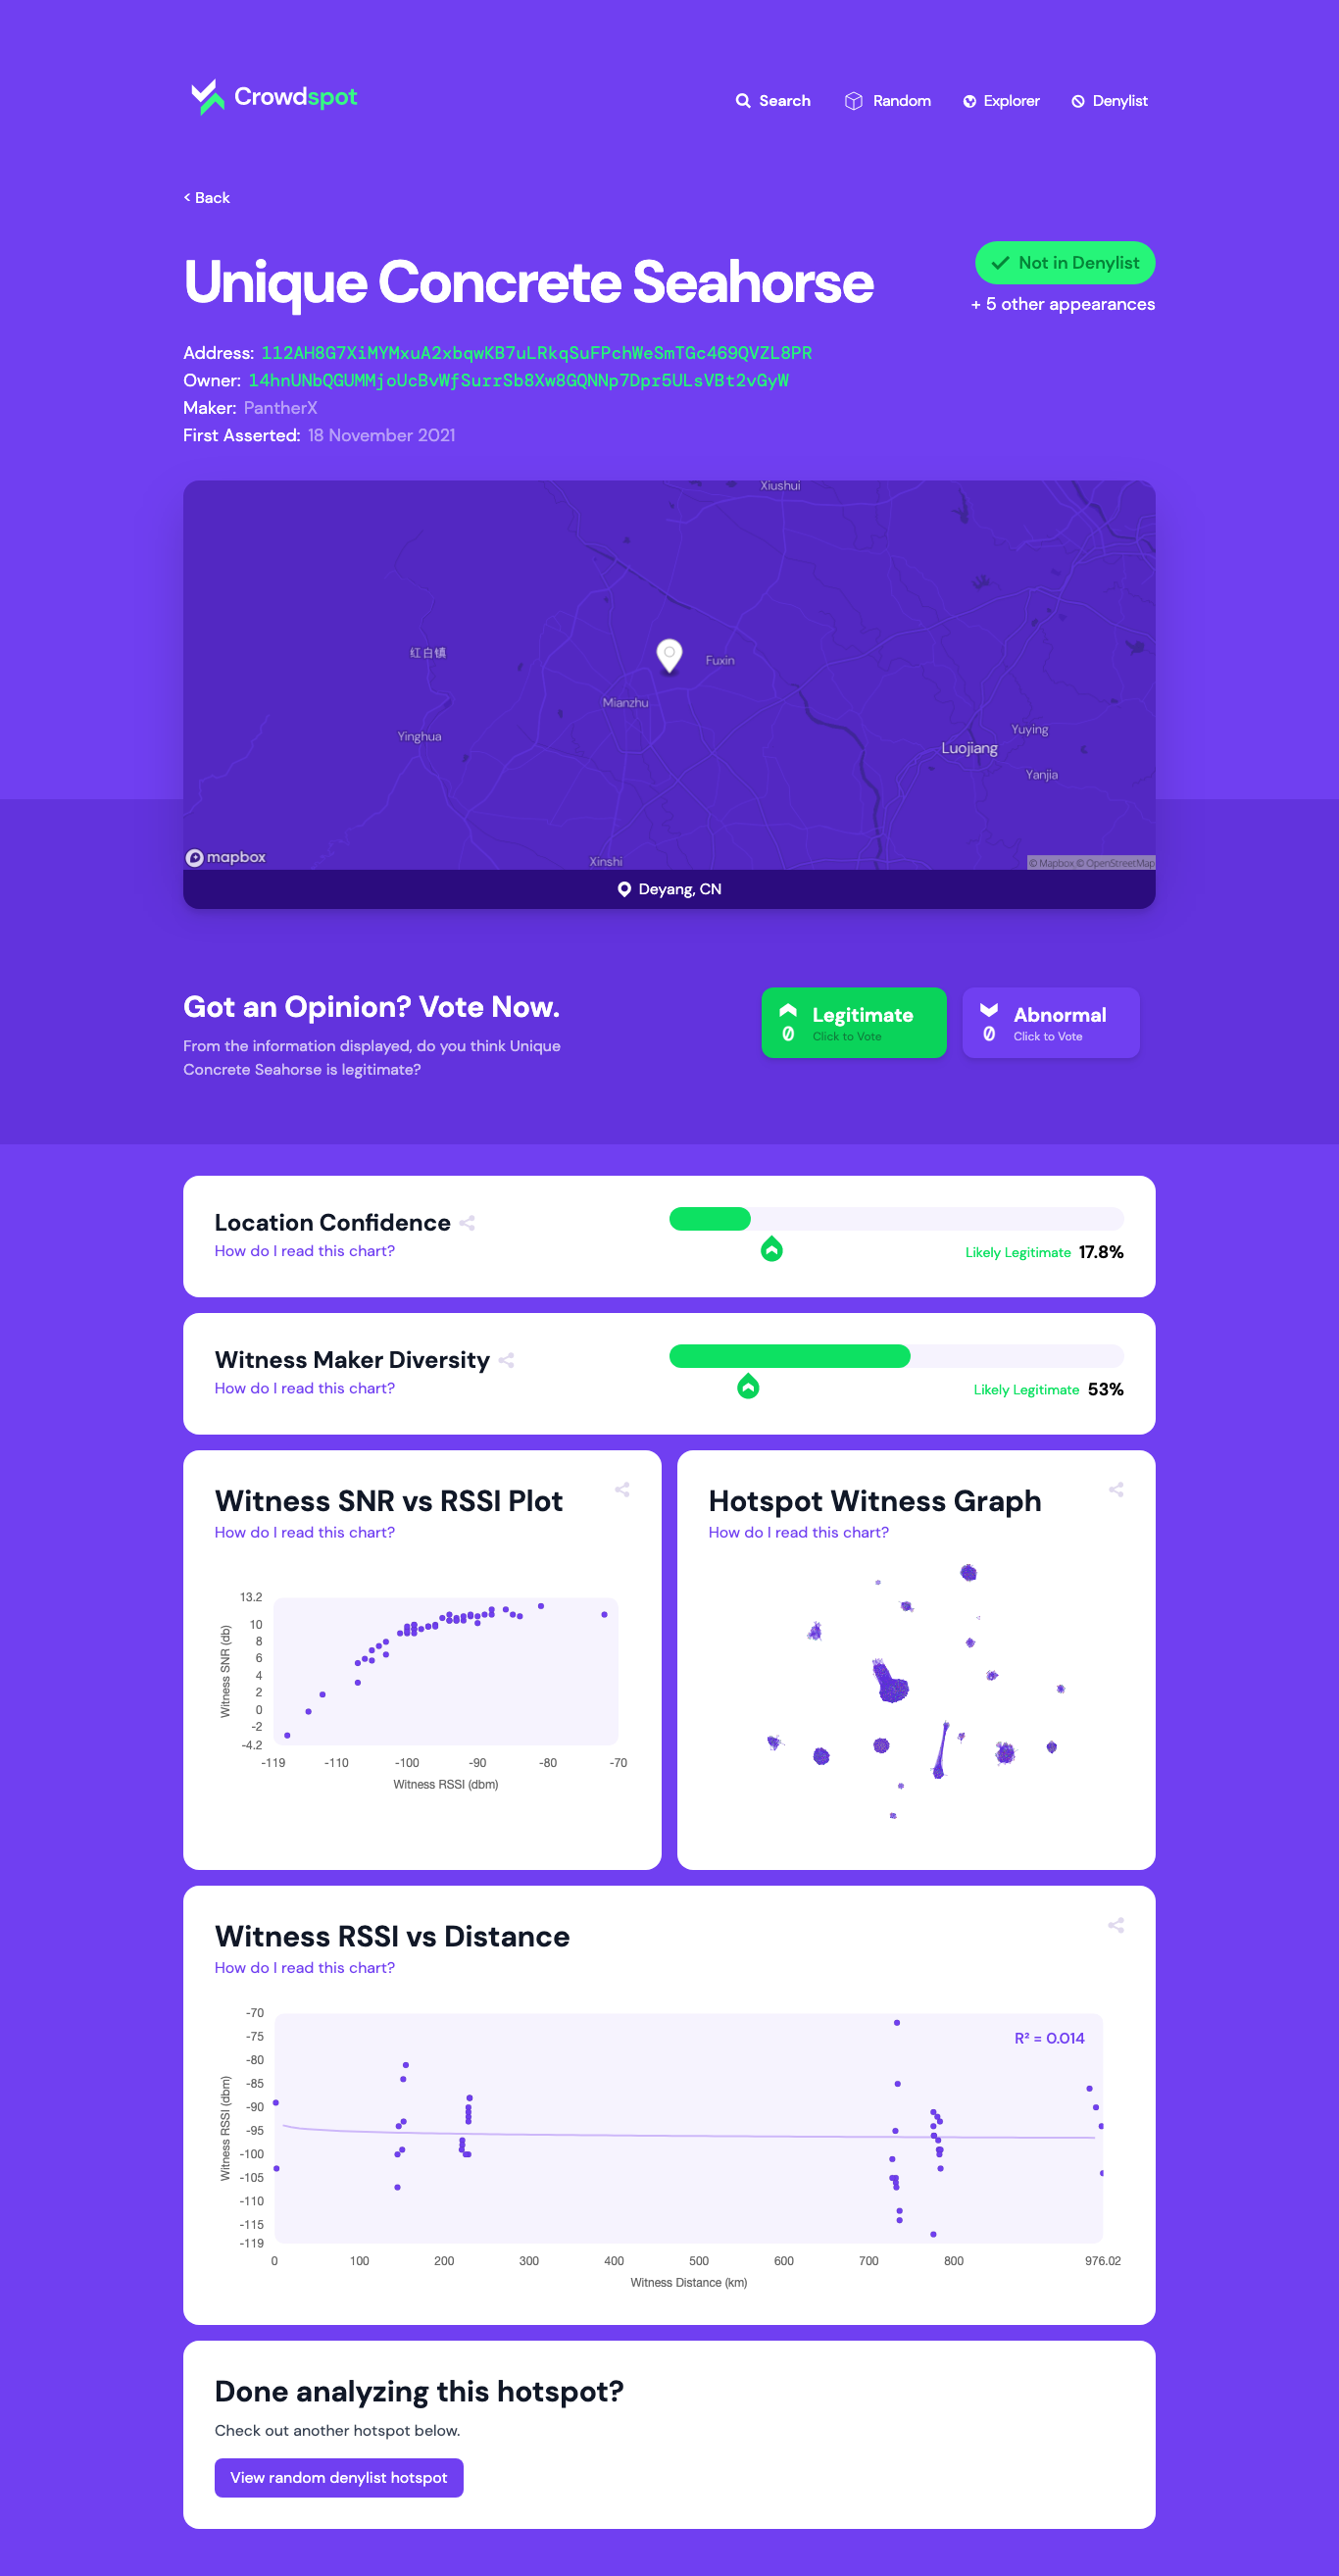 Crowdspot
Search Random Explorer Denylist
< Back
Unique Concrete Seahorse
Not in Denylist
+ 5 other appearances
Address: 112AH8G7XiMYMxuA2xbqwKB7uLRkqSuFPchWeSmTGc469QVZL8PR
Owner: 14hnUNbQGUMMjoUcBvWfSurrSb8Xw8GQNNp7Dpr5ULsVBt2vGyW
Maker: PantherX
First Asserted: 18 November 2021
Xiushui
红白镇
Fuxin
Mianzhu
Yinghua
Yuying
Luojiang
Yanjia
Xinshi
mapbox
© Mapbox © OpenStreetMap
Deyang, CN
Got an Opinion? Vote Now.
From the information displayed, do you think Unique
Concrete Seahorse is legitimate?
0 Legitimate
Click to Vote
0 Abnormal
Click to Vote
Location Confidence
How do I read this chart?
Likely Legitimate 17.8%
Witness Maker Diversity
How do I read this chart?
Likely Legitimate 53%
Witness SNR vs RSSI Plot
How do I read this chart?
13.2
10
8
6
4
2
0
-2
-4.2
Witness SNR (db)
-119 -110 -100 -90 -80 -70
Witness RSSI (dbm)
Hotspot Witness Graph
How do I read this chart?
Witness RSSI vs Distance
How do I read this chart?
R² = 0.014
-70
-75
-80
-85
-90
-95
-100
-105
-110
-115
-119
Witness RSSI (dbm)
0 100 200 300 400 500 600 700 800 976.02
Witness Distance (km)
Done analyzing this hotspot?
Check out another hotspot below.
View random denylist hotspot